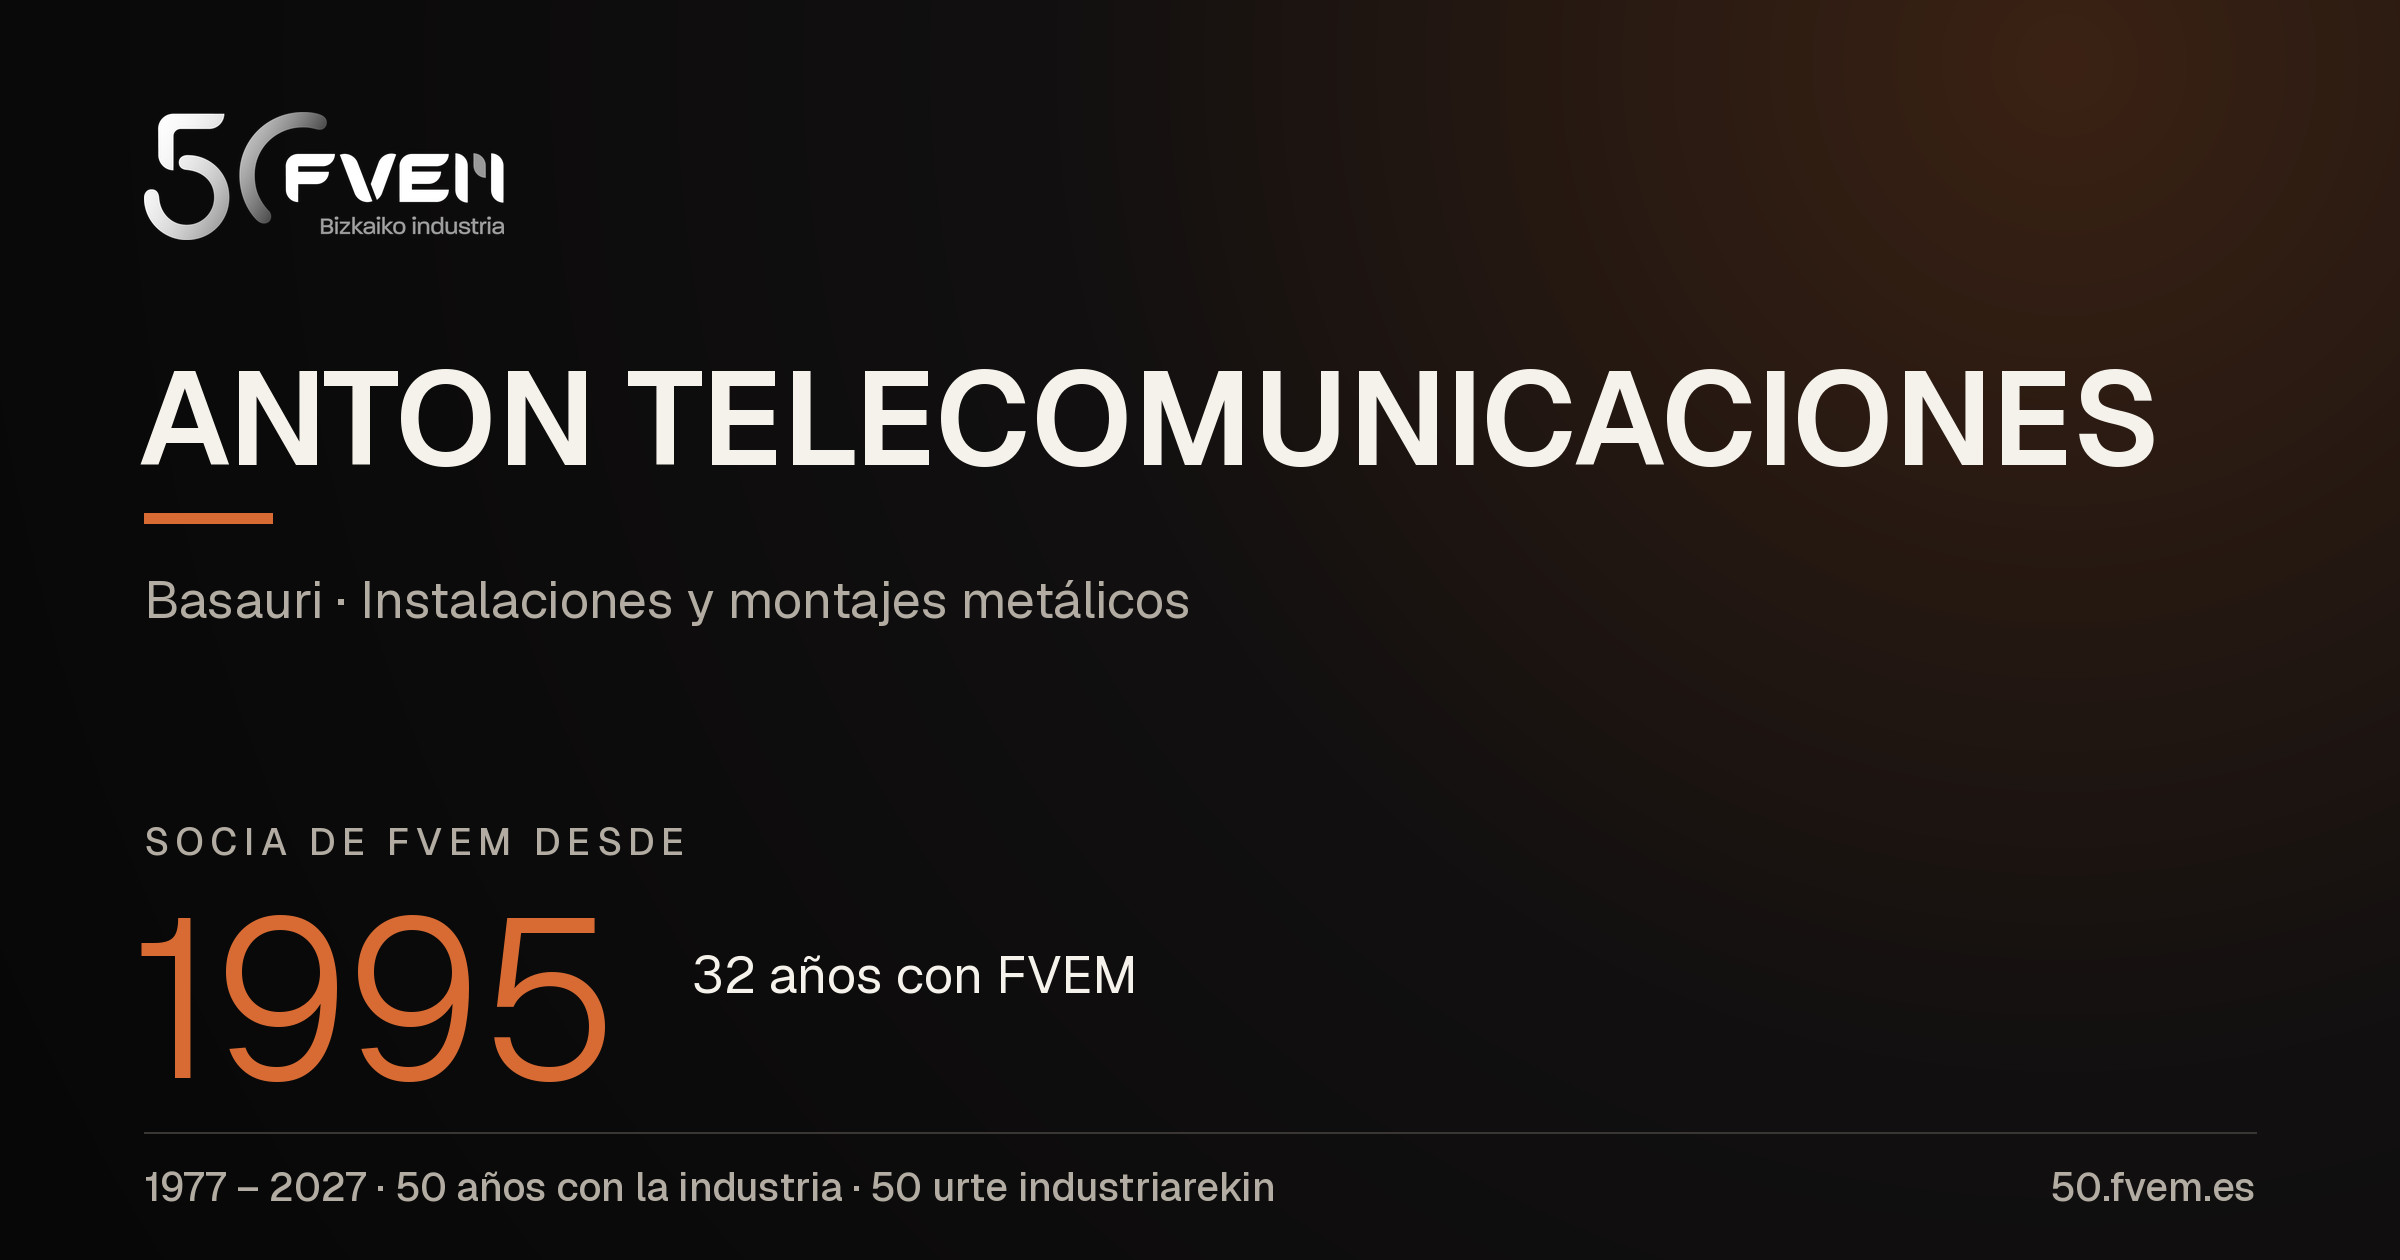 50 FVEM
Bizkaiko industria
ANTON TELECOMUNICACIONES
Basauri · Instalaciones y montajes metálicos
SOCIA DE FVEM DESDE
1995
32 años con FVEM
1977 – 2027 · 50 años con la industria · 50 urte industriarekin
50.fvem.es